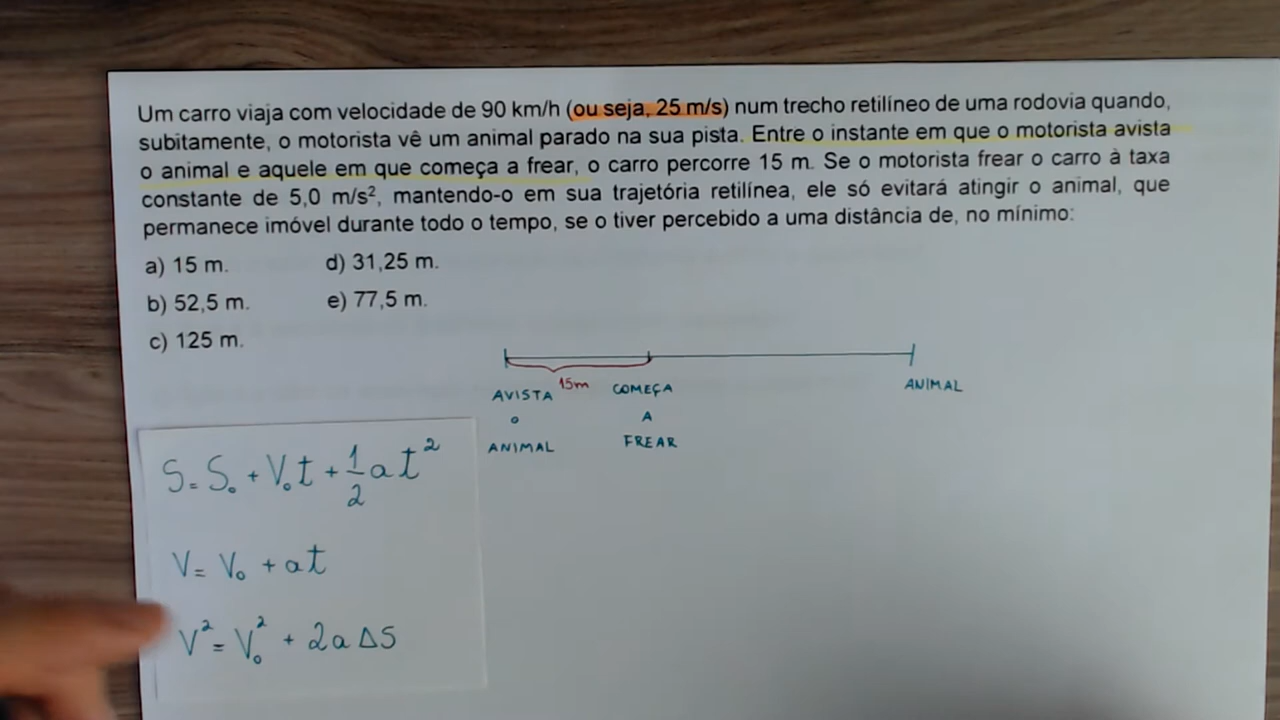 Um carro viaja com velocidade de 90 km/h (ou seja, 25 m/s) num trecho retilíneo de uma rodovia quando,
subitamente, o motorista vê um animal parado na sua pista. Entre o instante em que o motorista avista
o animal e aquele em que começa a frear, o carro percorre 15 m. Se o motorista frear o carro à taxa
constante de 5,0 m/s², mantendo-o em sua trajetória retilínea, ele só evitará atingir o animal, que
permanece imóvel durante todo o tempo, se o tiver percebido a uma distância de, no mínimo:
a) 15 m. d) 31,25 m.
b) 52,5 m. e) 77,5 m.
c) 125 m.
15m
AVISTA COMEÇA ANIMAL
O A
ANIMAL FREAR
S = S₀ + V₀t + 1/2 at²
V = V₀ + at
V² = V₀² + 2aΔS